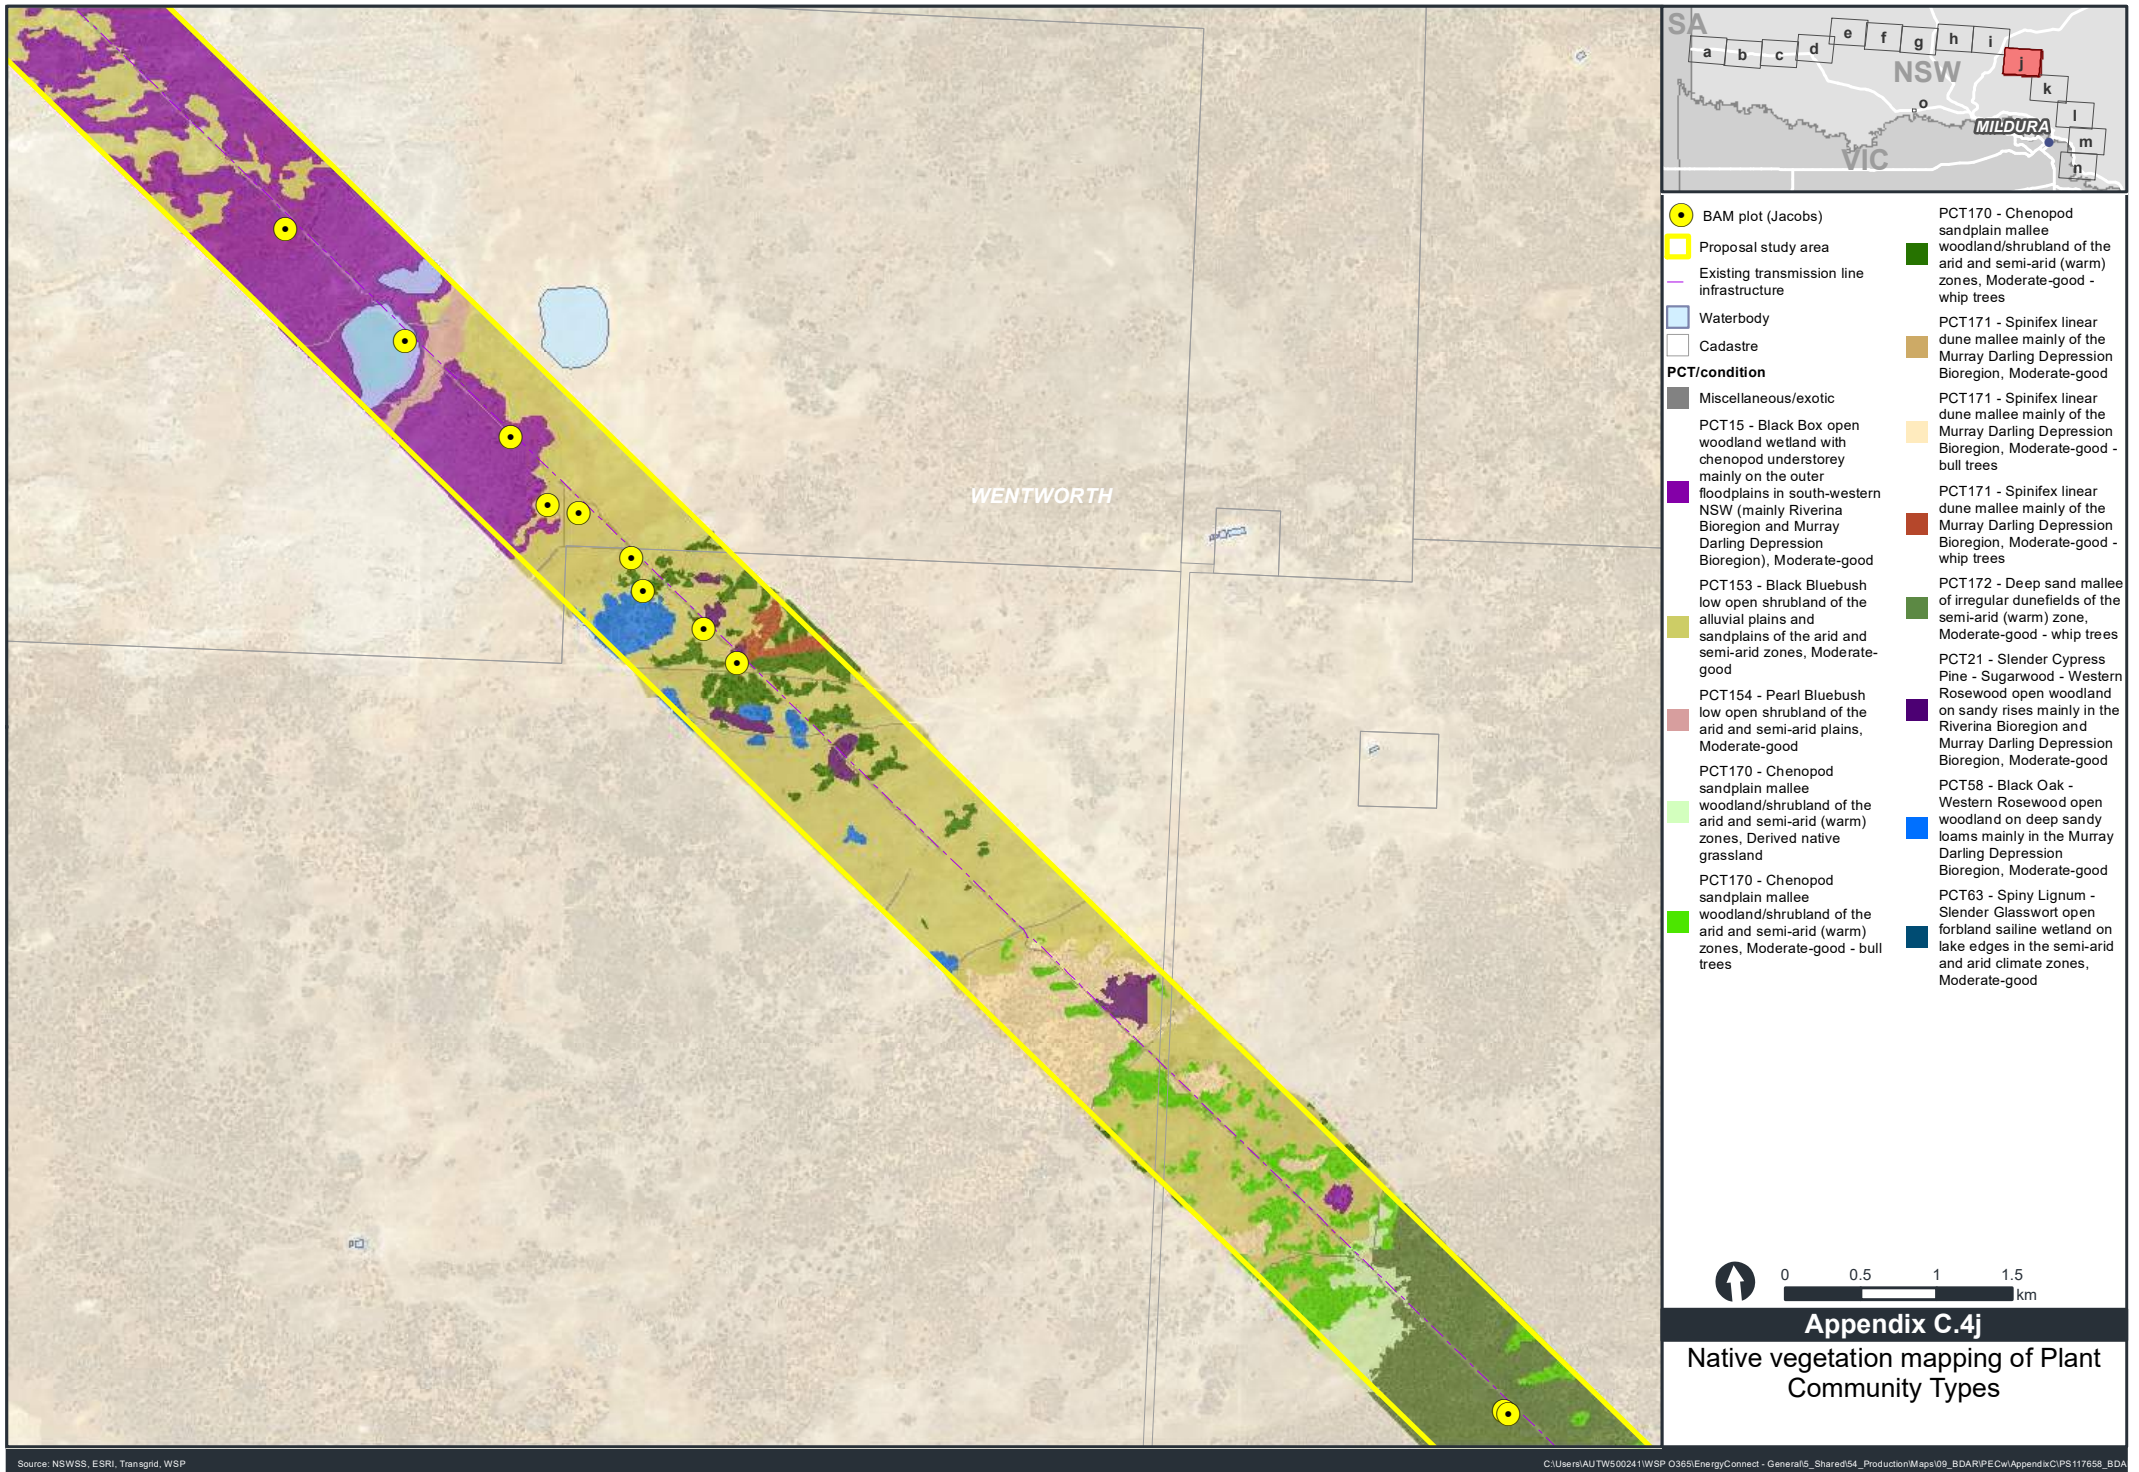 WENTWORTH
SA
a
b
c
d
e
f
g
h
i
j
NSW
k
o
l
MILDURA
m
VIC
n
BAM plot (Jacobs)
Proposal study area
Existing transmission line
infrastructure
Waterbody
Cadastre
PCT/condition
Miscellaneous/exotic
PCT15 - Black Box open
woodland wetland with
chenopod understorey
mainly on the outer
floodplains in south-western
NSW (mainly Riverina
Bioregion and Murray
Darling Depression
Bioregion), Moderate-good
PCT153 - Black Bluebush
low open shrubland of the
alluvial plains and
sandplains of the arid and
semi-arid zones, Moderate-
good
PCT154 - Pearl Bluebush
low open shrubland of the
arid and semi-arid plains,
Moderate-good
PCT170 - Chenopod
sandplain mallee
woodland/shrubland of the
arid and semi-arid (warm)
zones, Derived native
grassland
PCT170 - Chenopod
sandplain mallee
woodland/shrubland of the
arid and semi-arid (warm)
zones, Moderate-good - bull
trees
PCT170 - Chenopod
sandplain mallee
woodland/shrubland of the
arid and semi-arid (warm)
zones, Moderate-good -
whip trees
PCT171 - Spinifex linear
dune mallee mainly of the
Murray Darling Depression
Bioregion, Moderate-good
PCT171 - Spinifex linear
dune mallee mainly of the
Murray Darling Depression
Bioregion, Moderate-good -
bull trees
PCT171 - Spinifex linear
dune mallee mainly of the
Murray Darling Depression
Bioregion, Moderate-good -
whip trees
PCT172 - Deep sand mallee
of irregular dunefields of the
semi-arid (warm) zone,
Moderate-good - whip trees
PCT21 - Slender Cypress
Pine - Sugarwood - Western
Rosewood open woodland
on sandy rises mainly in the
Riverina Bioregion and
Murray Darling Depression
Bioregion, Moderate-good
PCT58 - Black Oak -
Western Rosewood open
woodland on deep sandy
loams mainly in the Murray
Darling Depression
Bioregion, Moderate-good
PCT63 - Spiny Lignum -
Slender Glasswort open
forbland sailine wetland on
lake edges in the semi-arid
and arid climate zones,
Moderate-good
0 0.5 1 1.5
km
Appendix C.4j
Native vegetation mapping of Plant
Community Types
Source: NSWSS, ESRI, Transgrid, WSP
C:\Users\AUTW500241\WSP O365\EnergyConnect - General\5_Shared\54_Production\Maps\09_BDAR\PECw\AppendixC\PS117658_BDA